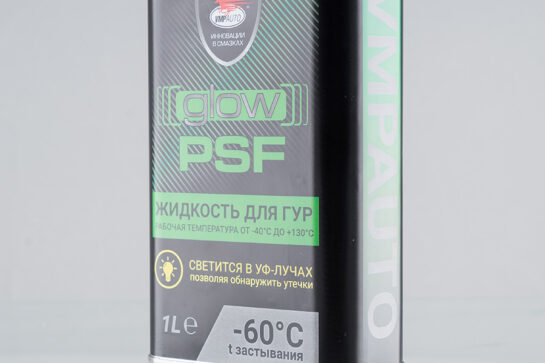 VMPAUTO
ИННОВАЦИИ
В СМАЗКАХ
glow
PSF
ЖИДКОСТЬ ДЛЯ ГУР
РАБОЧАЯ ТЕМПЕРАТУРА ОТ -40°С ДО +130°С
СВЕТИТСЯ В УФ-ЛУЧАХ
позволяя обнаружить утечки
1L℮
-60°C
t застывания
VMPAUTO